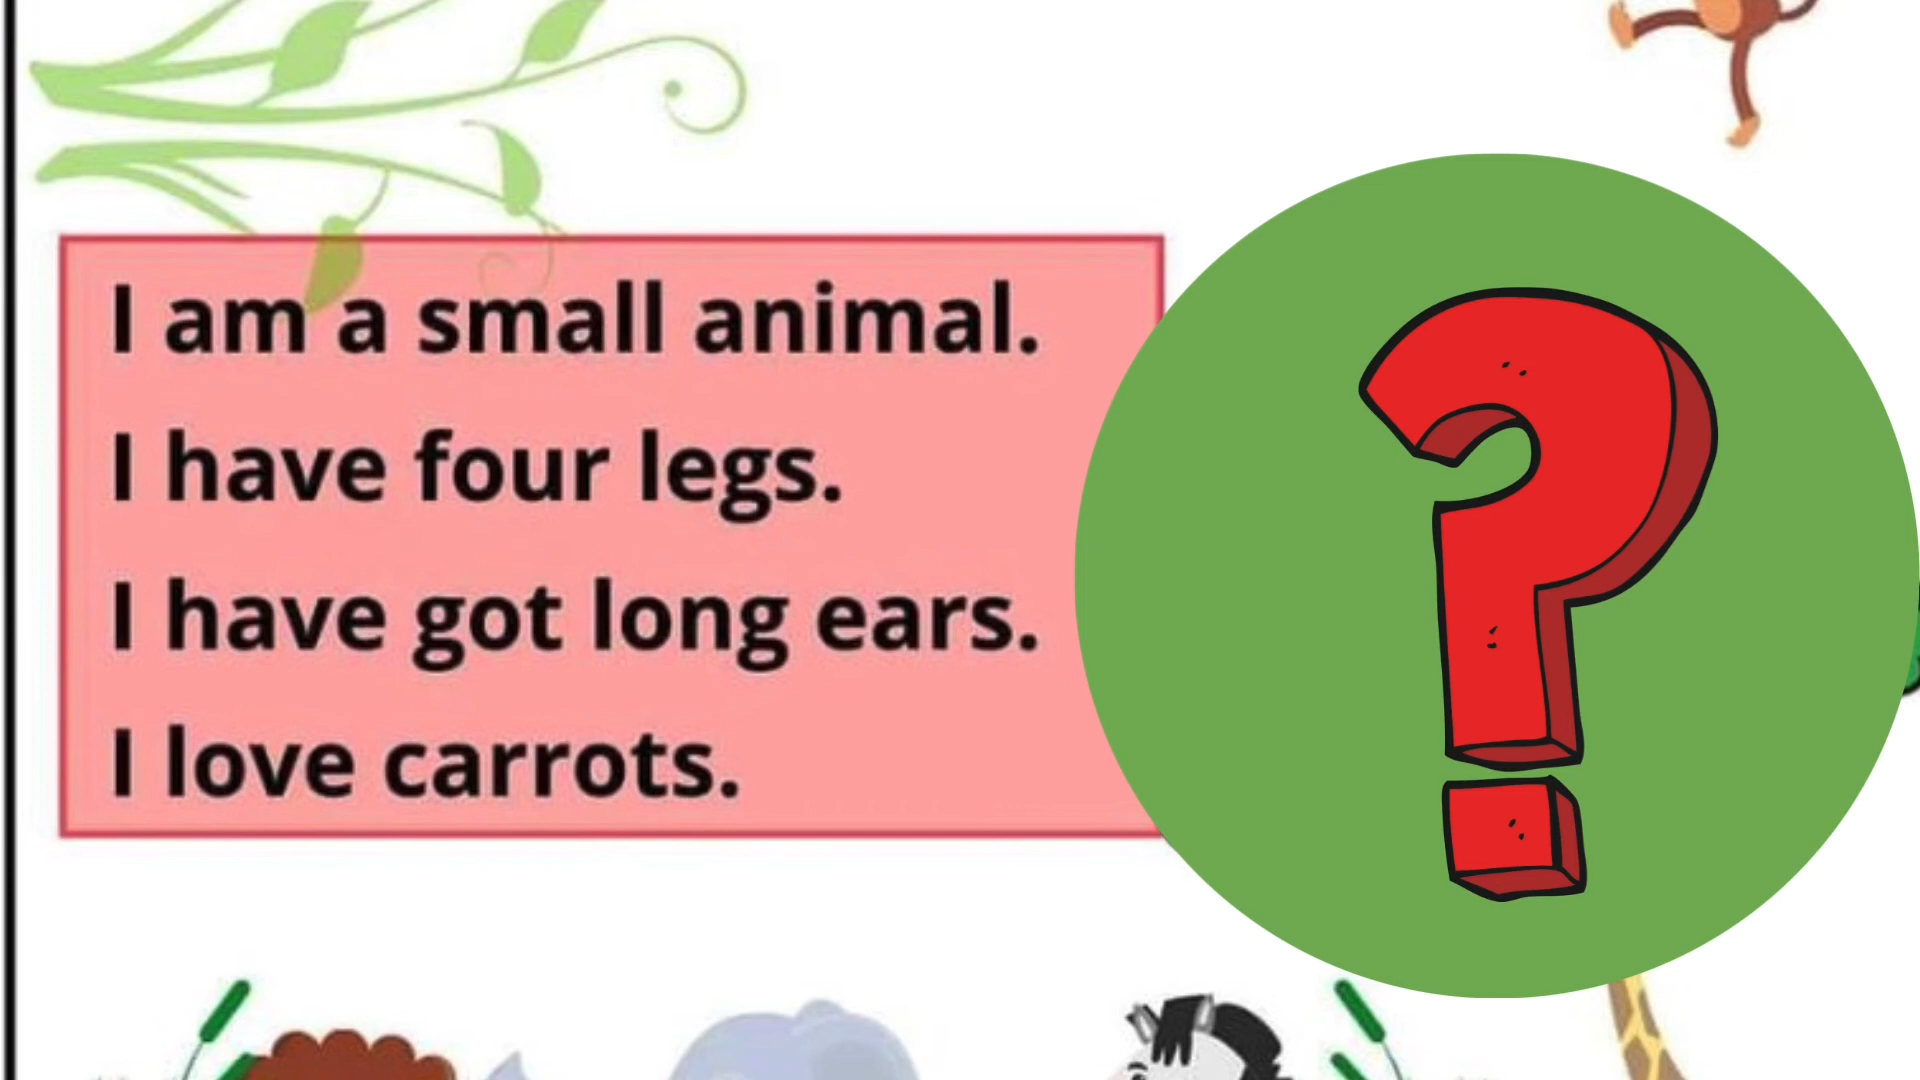 I am a small animal.
I have four legs.
I have got long ears.
I love carrots.
?